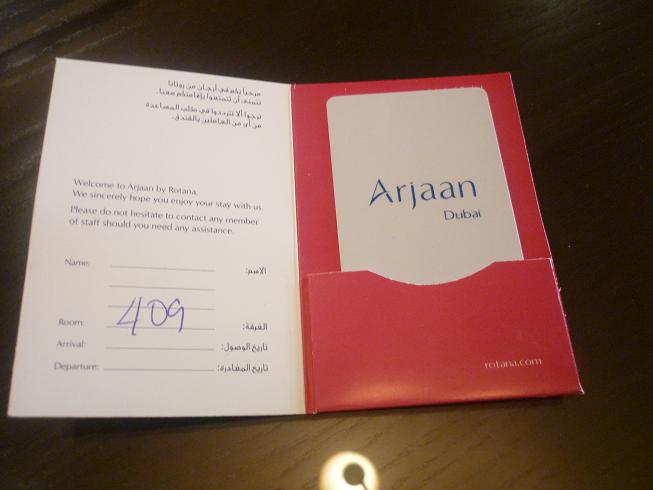 مرحباً بكم في أرجان من روتانا
نتمنى أن تتمتعوا بإقامتكم معنا.
نرجوا ألا تترددوا في طلب المساعدة
من أي من العاملين بالفندق.
Welcome to Arjaan by Rotana.
We sincerely hope you enjoy your stay with us.
Please do not hesitate to contact any member
of staff should you need any assistance.
Name: الاسم:
Room: 409 الغرفة:
Arrival: تاريخ الوصول:
Departure: تاريخ المغادرة:
Arjaan
Dubai
rotana.com